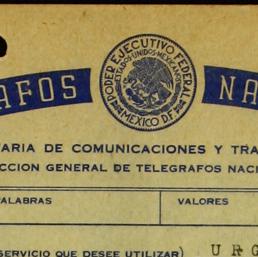 AFOS NA
PODER EJECUTIVO FEDERAL
ESTADOS UNIDOS MEXICANOS
MEXICO D.F.
ARIA DE COMUNICACIONES Y TRA
CCION GENERAL DE TELEGRAFOS NACI
PALABRAS VALORES
SERVICIO QUE DESEE UTILIZAR) URG